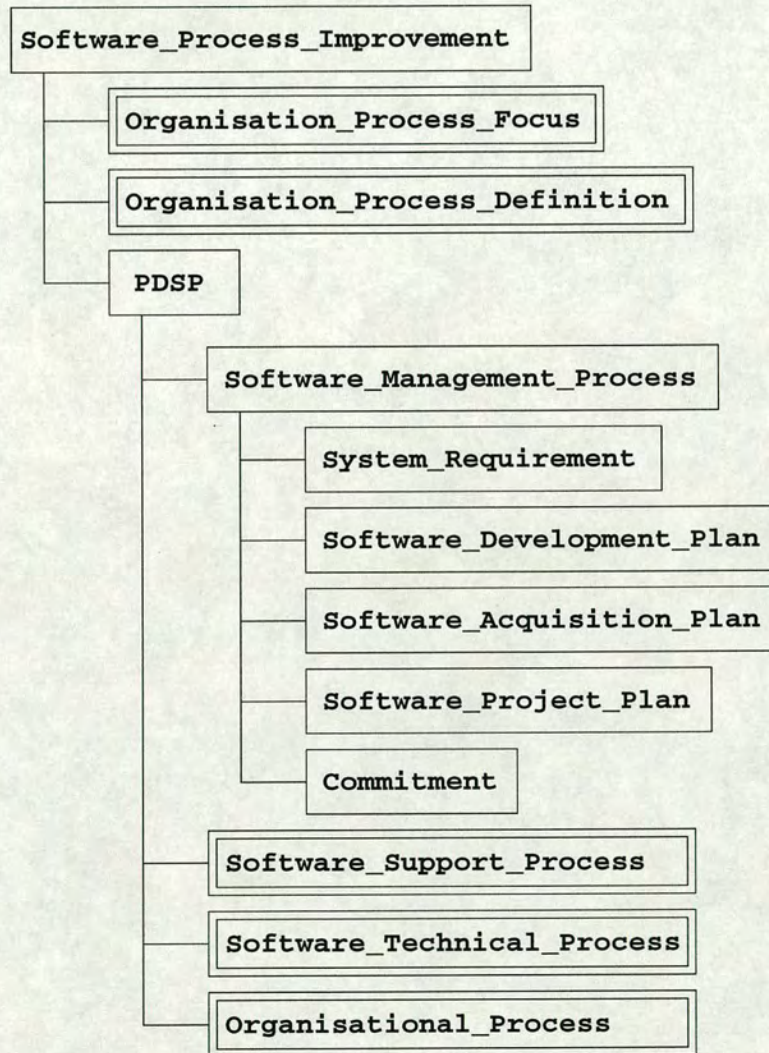 Software_Process_Improvement
Organisation_Process_Focus
Organisation_Process_Definition
PDSP
Software_Management_Process
System_Requirement
Software_Development_Plan
Software_Acquisition_Plan
Software_Project_Plan
Commitment
Software_Support_Process
Software_Technical_Process
Organisational_Process